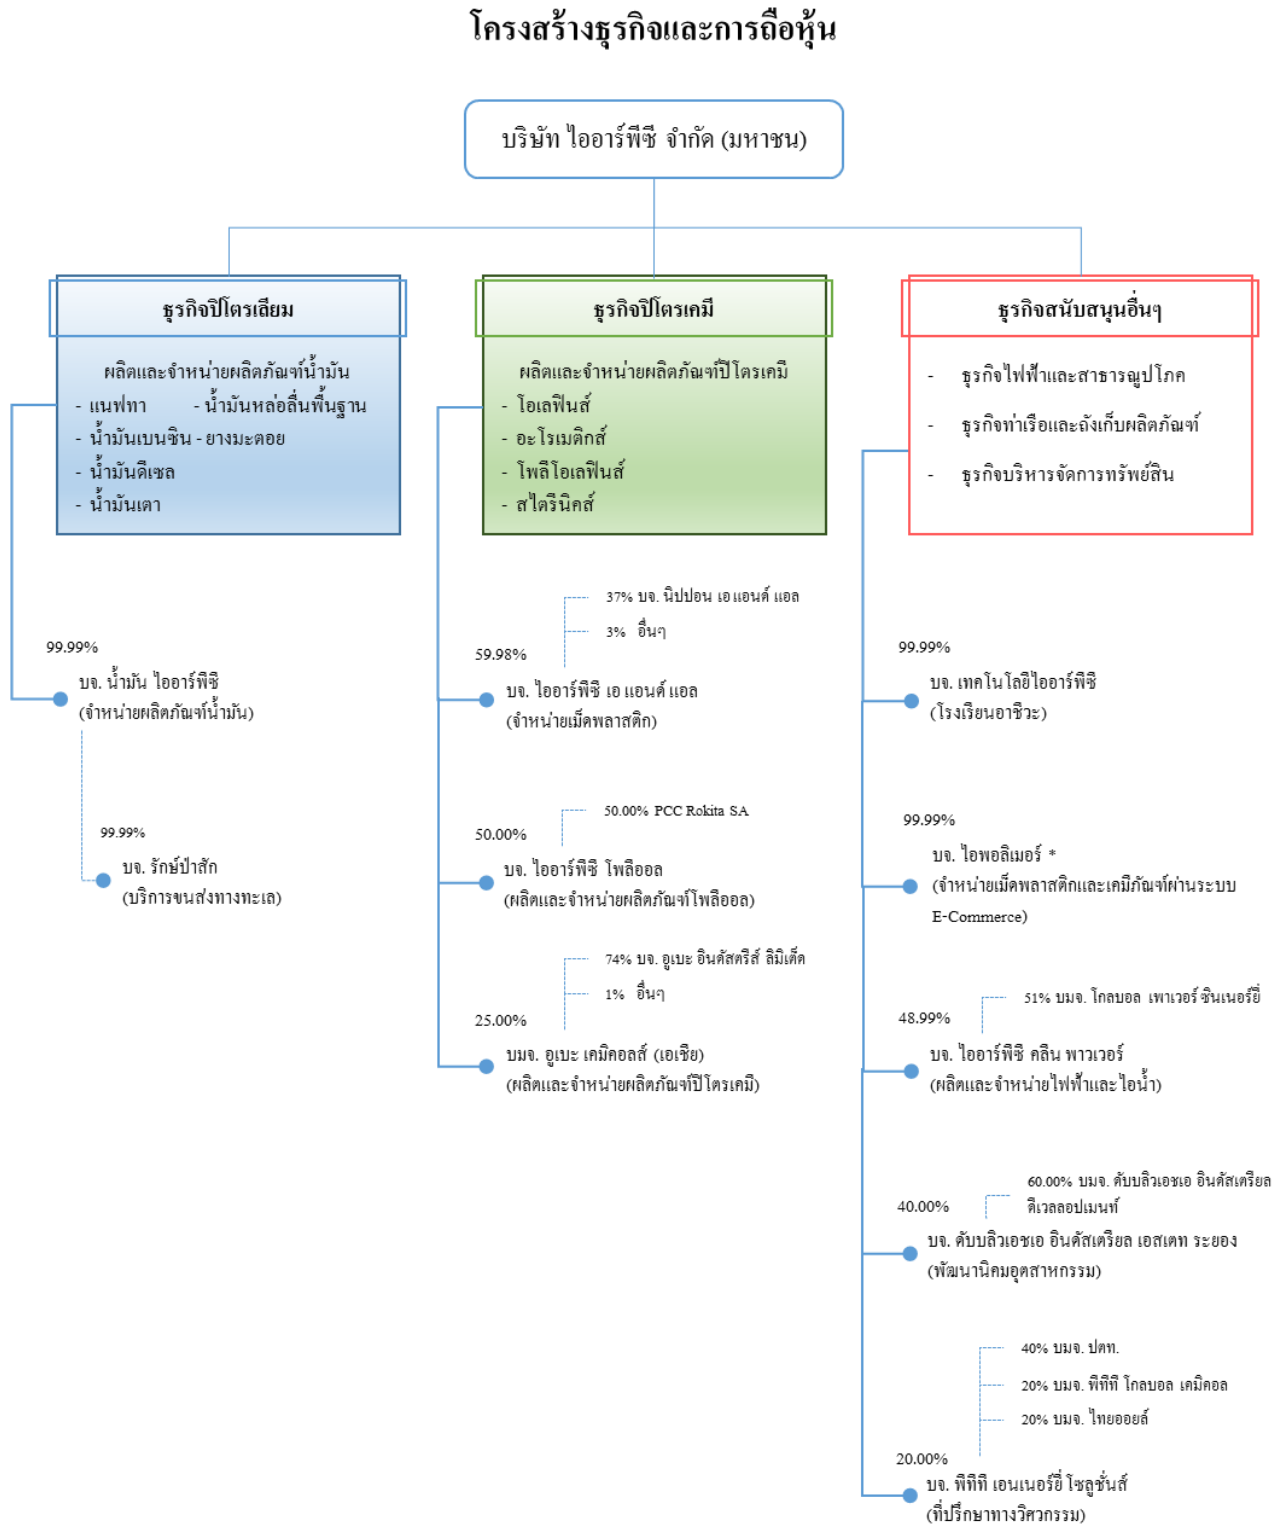 โครงสร้างธุรกิจและการถือหุ้น
บริษัท ไออาร์พีซี จำกัด (มหาชน)
ธุรกิจปิโตรเลียม
ผลิตและจำหน่ายผลิตภัณฑ์น้ำมัน
- แนฟทา - น้ำมันหล่อลื่นพื้นฐาน
- น้ำมันเบนซิน - ยางมะตอย
- น้ำมันดีเซล
- น้ำมันเตา
99.99%
บจ. น้ำมัน ไออาร์พีซี
(จำหน่ายผลิตภัณฑ์น้ำมัน)
99.99%
บจ. รักษ์ป่าสัก
(บริการขนส่งทางทะเล)
ธุรกิจปิโตรเคมี
ผลิตและจำหน่ายผลิตภัณฑ์ปิโตรเคมี
- โอเลฟินส์
- อะโรเมติกส์
- โพลีโอเลฟินส์
- สไตรีนิคส์
37% บจ. นิปปอน เอ แอนด์ แอล
3% อื่นๆ
59.98%
บจ. ไออาร์พีซี เอ แอนด์ แอล
(จำหน่ายเม็ดพลาสติก)
50.00% PCC Rokita SA
50.00%
บจ. ไออาร์พีซี โพลีออล
(ผลิตและจำหน่ายผลิตภัณฑ์โพลีออล)
74% บจ. อูเบะ อินดัสตรีส์ ลิมิเต็ด
1% อื่นๆ
25.00%
บมจ. อูเบะ เคมิคอลส์ (เอเชีย)
(ผลิตและจำหน่ายผลิตภัณฑ์ปิโตรเคมี)
ธุรกิจสนับสนุนอื่นๆ
- ธุรกิจไฟฟ้าและสาธารณูปโภค
- ธุรกิจท่าเรือและถังเก็บผลิตภัณฑ์
- ธุรกิจบริหารจัดการทรัพย์สิน
99.99%
บจ. เทคโนโลยีไออาร์พีซี
(โรงเรียนอาชีวะ)
99.99%
บจ. ไอพอลิเมอร์ *
(จำหน่ายเม็ดพลาสติกและเคมีภัณฑ์ผ่านระบบ
E-Commerce)
51% บมจ. โกลบอล เพาเวอร์ ซินเนอร์ยี่
48.99%
บจ. ไออาร์พีซี คลีน พาวเวอร์
(ผลิตและจำหน่ายไฟฟ้าและไอน้ำ)
60.00% บมจ. ดับบลิวเอชเอ อินดัสเตรียล
ดีเวลลอปเมนท์
40.00%
บจ. ดับบลิวเอชเอ อินดัสเตรียล เอสเตท ระยอง
(พัฒนานิคมอุตสาหกรรม)
40% บมจ. ปตท.
20% บมจ. พีทีที โกลบอล เคมิคอล
20% บมจ. ไทยออยล์
20.00%
บจ. พีทีที เอนเนอร์ยี่ โซลูชั่นส์
(ที่ปรึกษาทางวิศวกรรม)